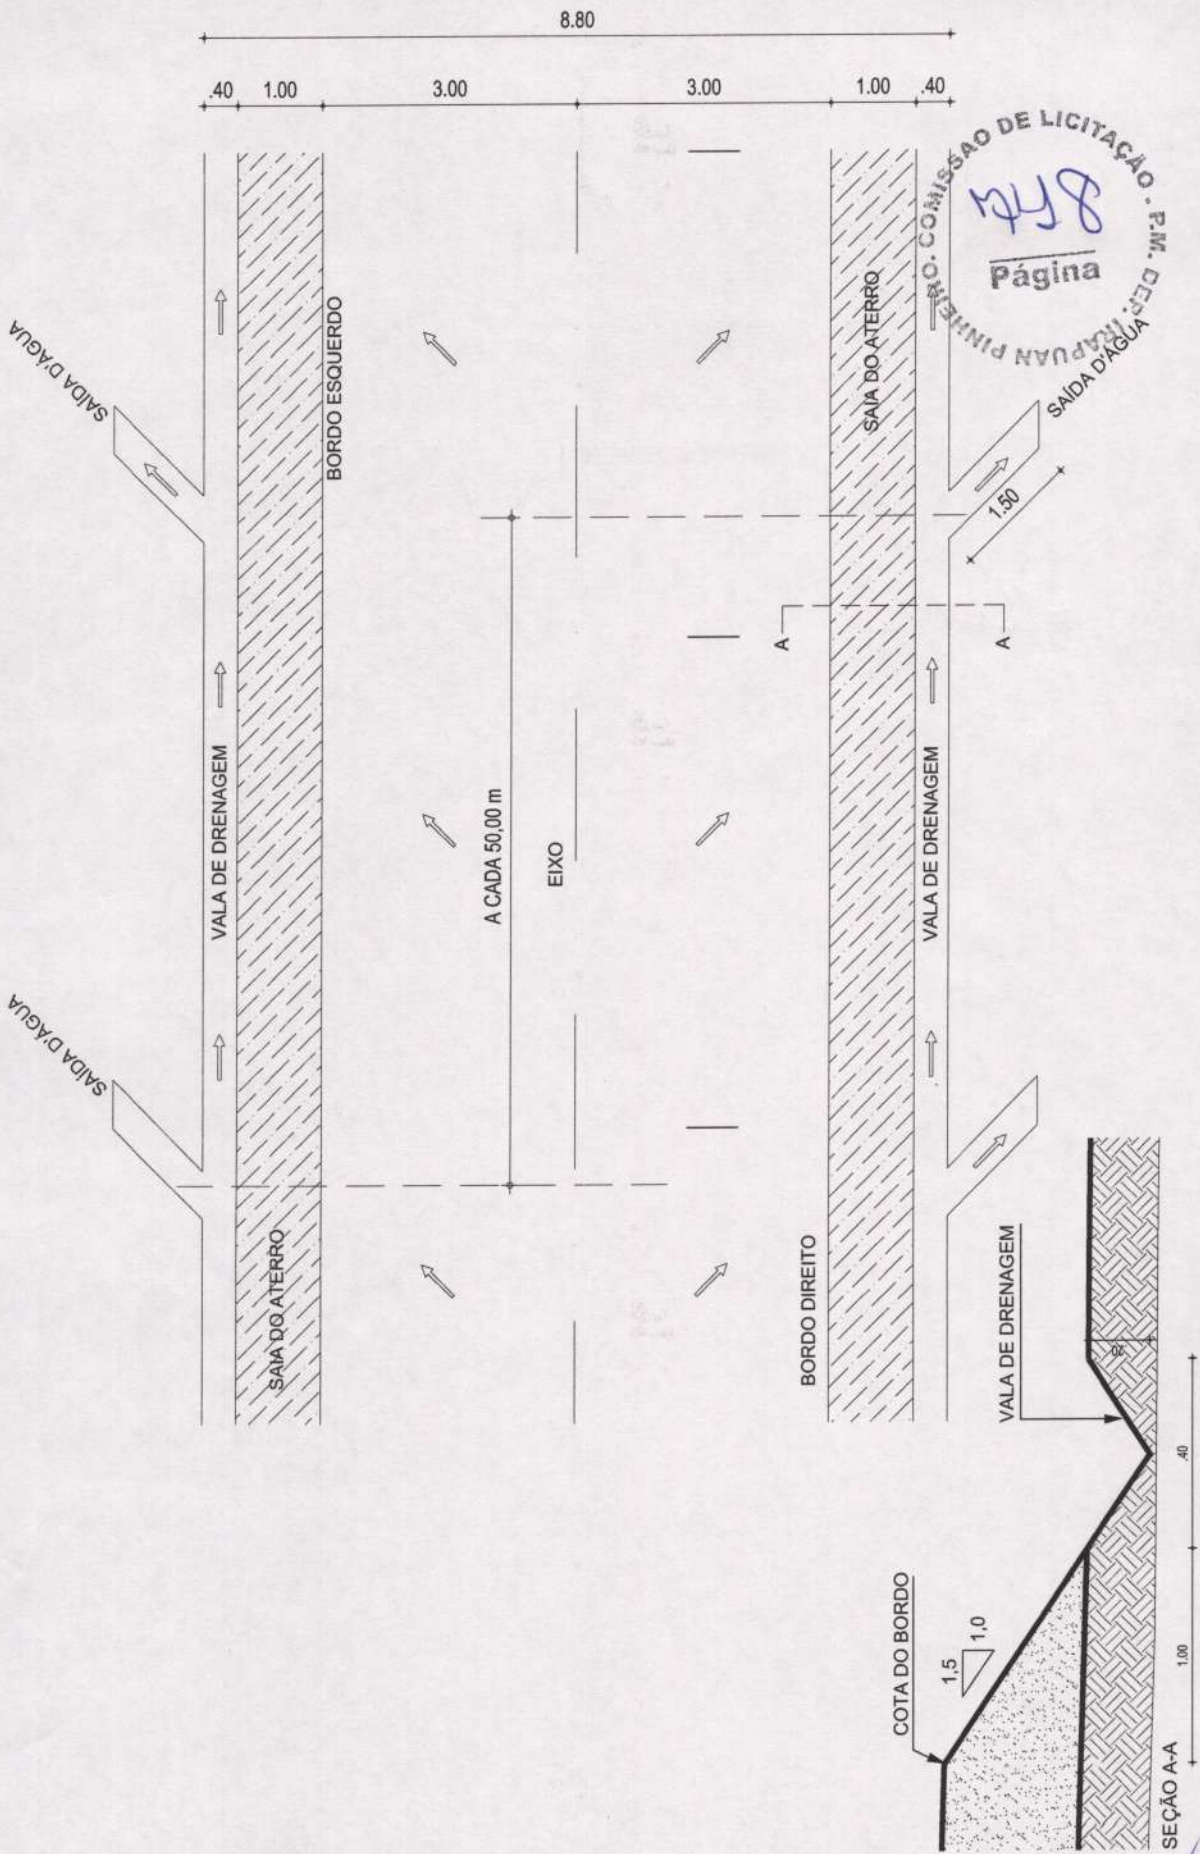 8.80
.40
1.00
3.00
3.00
1.00
.40
SAÍDA D'ÁGUA
SAÍDA D'ÁGUA
VALA DE DRENAGEM
BORDO ESQUERDO
SAIA DO ATERRO
A CADA 50,00 m
EIXO
SAIA DO ATERRO
A
A
BORDO DIREITO
VALA DE DRENAGEM
1.50
SAÍDA D'ÁGUA
COMISSAO DE LICITAÇÃO - P.M. DEP. IRAPUAN PINHEIRO.
Página
COTA DO BORDO
1,5
1,0
VALA DE DRENAGEM
1.00
.40
SEÇÃO A-A